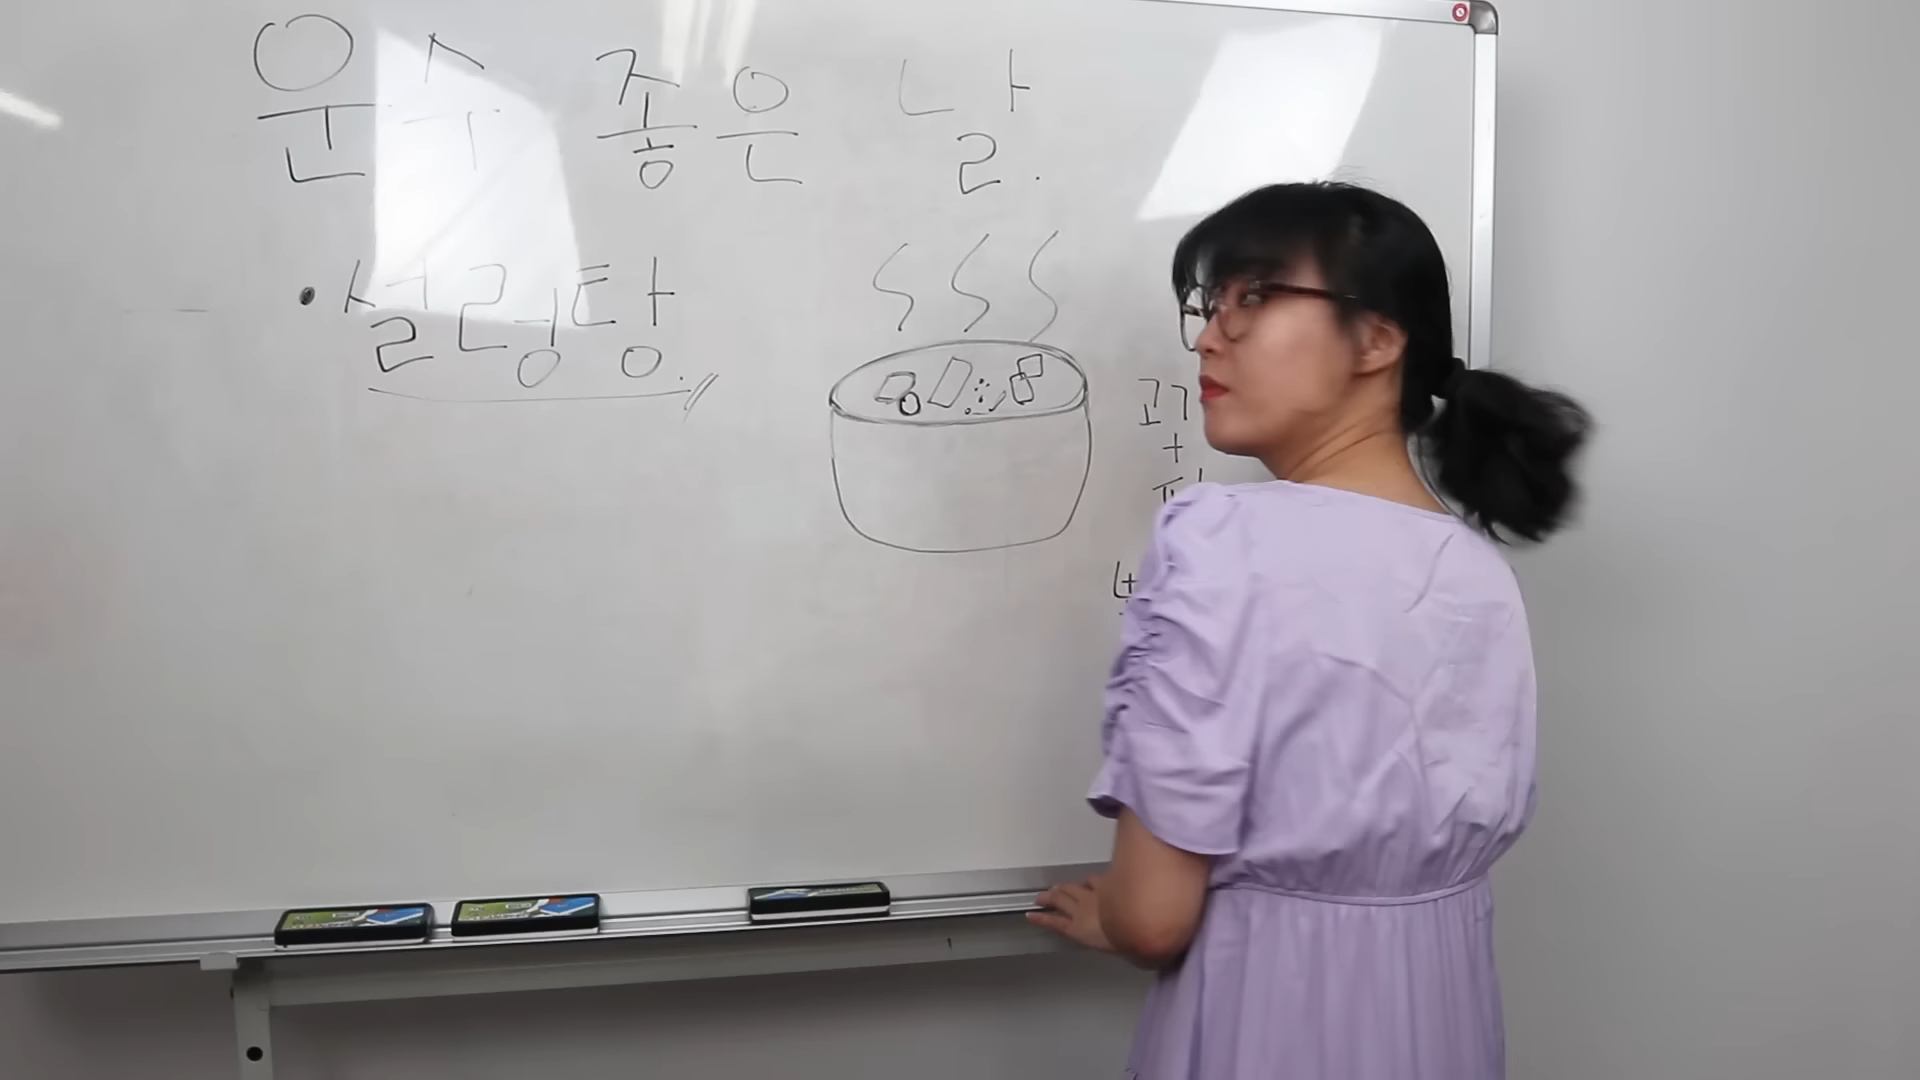 운수 좋은 날.
• 설렁탕.